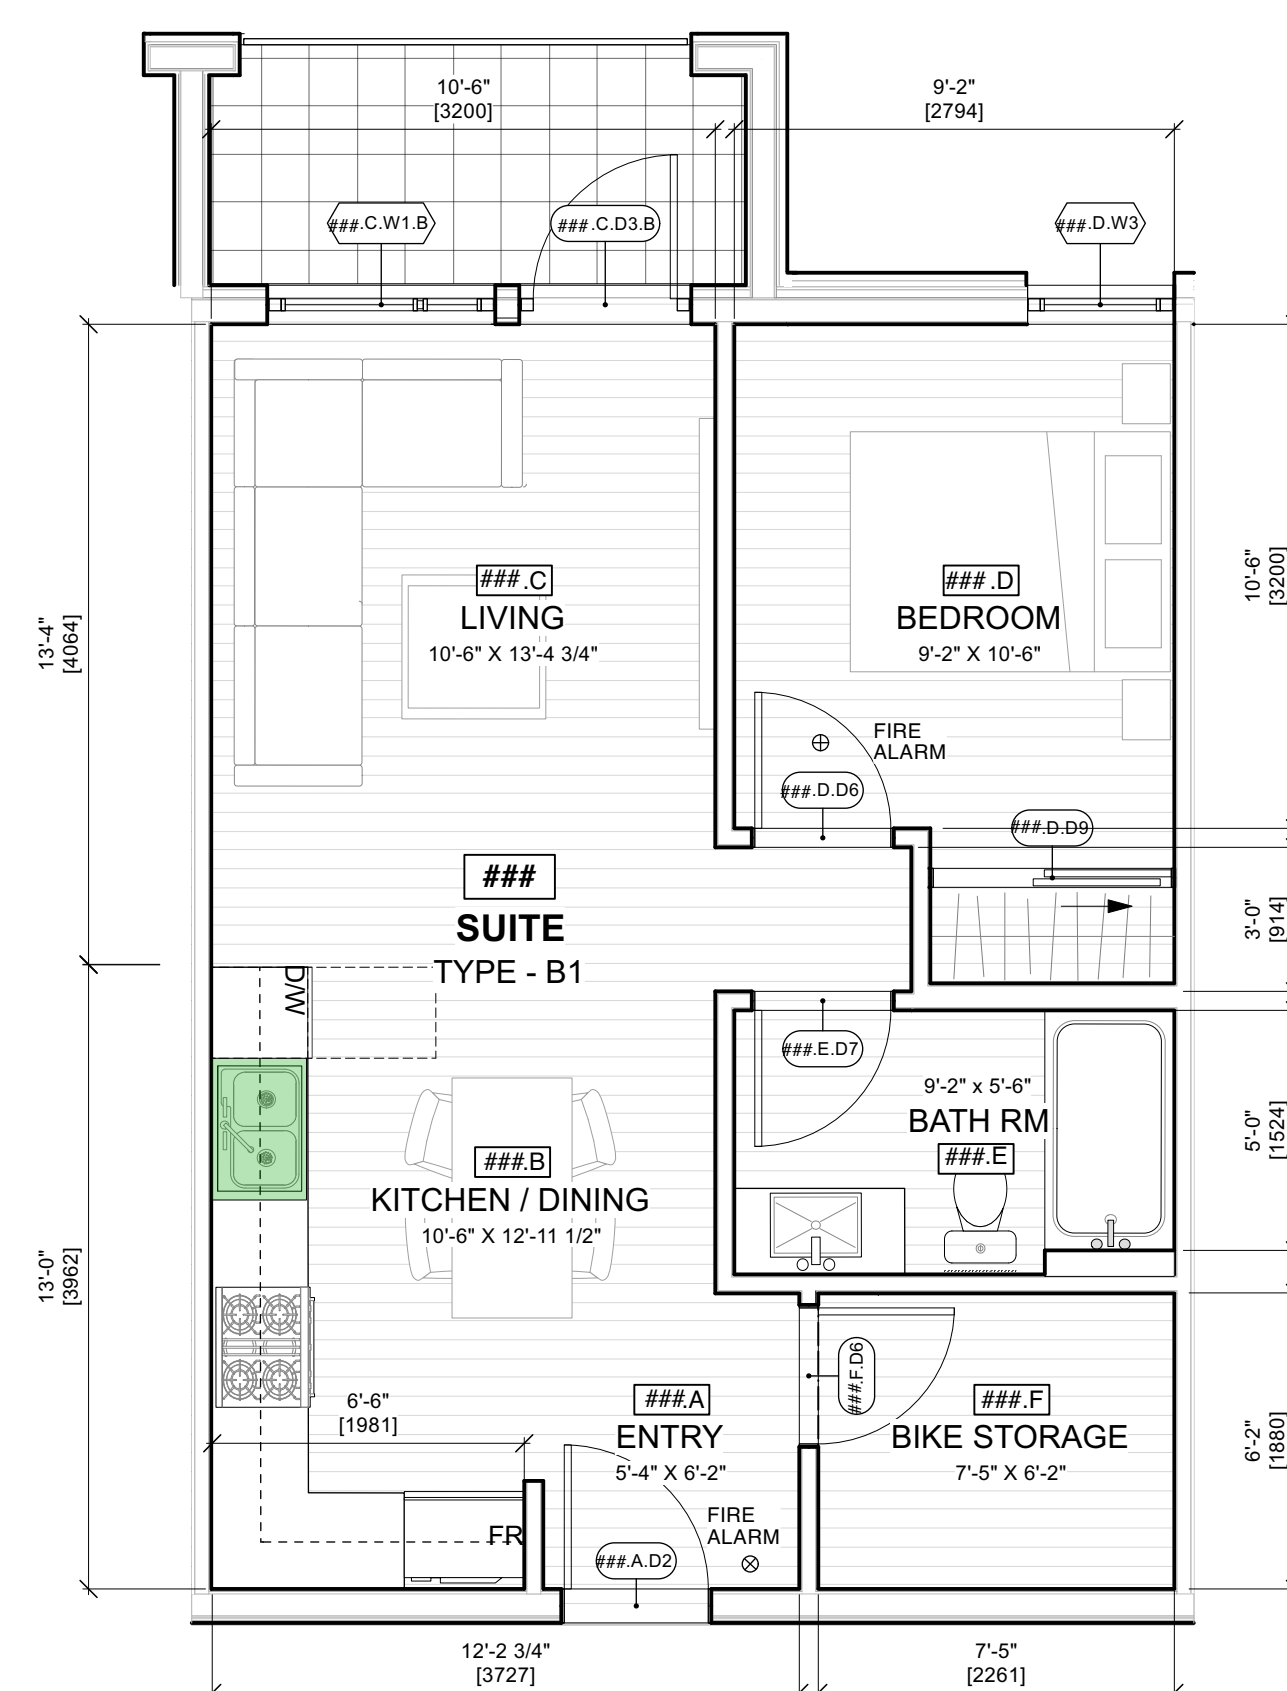 10'-6"
[3200]
9'-2"
[2794]
###.C.W1.B
###.C.D3.B
###.D.W3
13'-4"
[4064]
10'-6"
[3200]
###.C
LIVING
10'-6" X 13'-4 3/4"
###.D
BEDROOM
9'-2" X 10'-6"
FIRE
ALARM
###.D.D6
###.D.D9
###
SUITE
TYPE - B1
3'-0"
[914]
D/W
###.E.D7
9'-2" x 5'-6"
BATH RM
###.E
5'-0"
[1524]
###.B
KITCHEN / DINING
10'-6" X 12'-11 1/2"
13'-0"
[3962]
6'-6"
[1981]
###.A
ENTRY
5'-4" X 6'-2"
###.F.D6
###.F
BIKE STORAGE
7'-5" X 6'-2"
6'-2"
[1880]
FR
FIRE
ALARM
###.A.D2
12'-2 3/4"
[3727]
7'-5"
[2261]